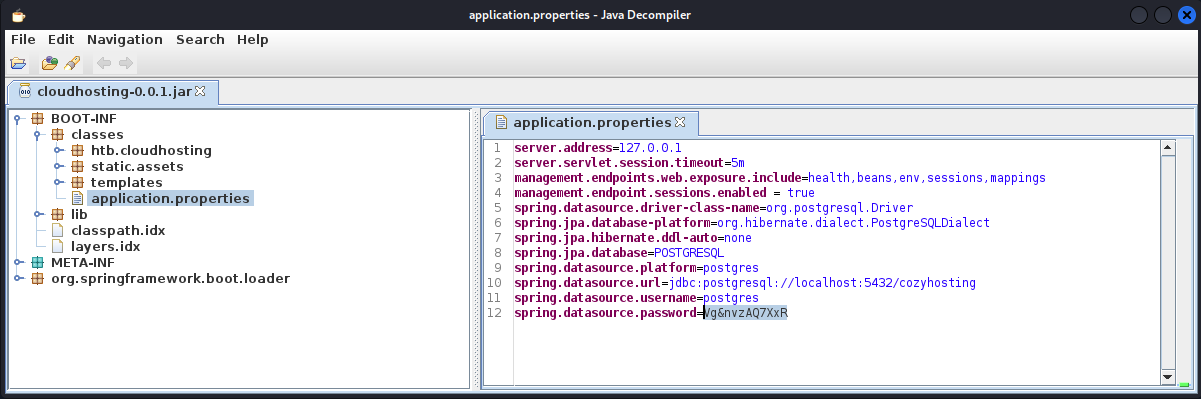 application.properties - Java Decompiler
File Edit Navigation Search Help
cloudhosting-0.0.1.jar
BOOT-INF
classes
htb.cloudhosting
static.assets
templates
application.properties
lib
classpath.idx
layers.idx
META-INF
org.springframework.boot.loader
application.properties
1 server.address=127.0.0.1
2 server.servlet.session.timeout=5m
3 management.endpoints.web.exposure.include=health,beans,env,sessions,mappings
4 management.endpoint.sessions.enabled = true
5 spring.datasource.driver-class-name=org.postgresql.Driver
6 spring.jpa.database-platform=org.hibernate.dialect.PostgreSQLDialect
7 spring.jpa.hibernate.ddl-auto=none
8 spring.jpa.database=POSTGRESQL
9 spring.datasource.platform=postgres
10 spring.datasource.url=jdbc:postgresql://localhost:5432/cozyhosting
11 spring.datasource.username=postgres
12 spring.datasource.password=Vg&nvzAQ7XxR